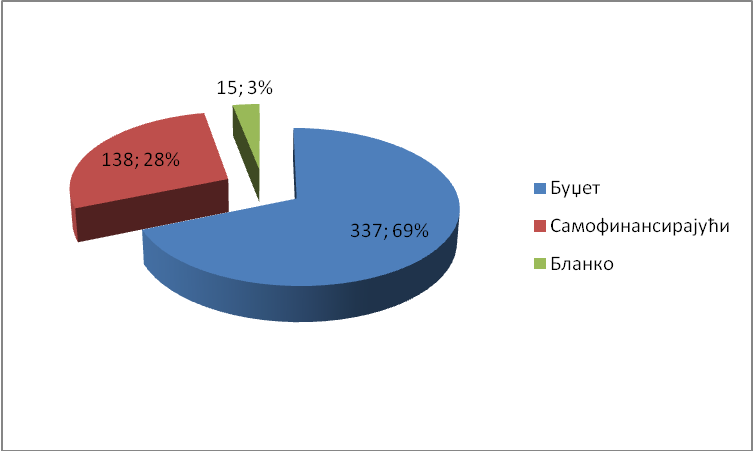 15; 3%
138; 28%
337; 69%
Буџет
Самофинансирајући
Бланко